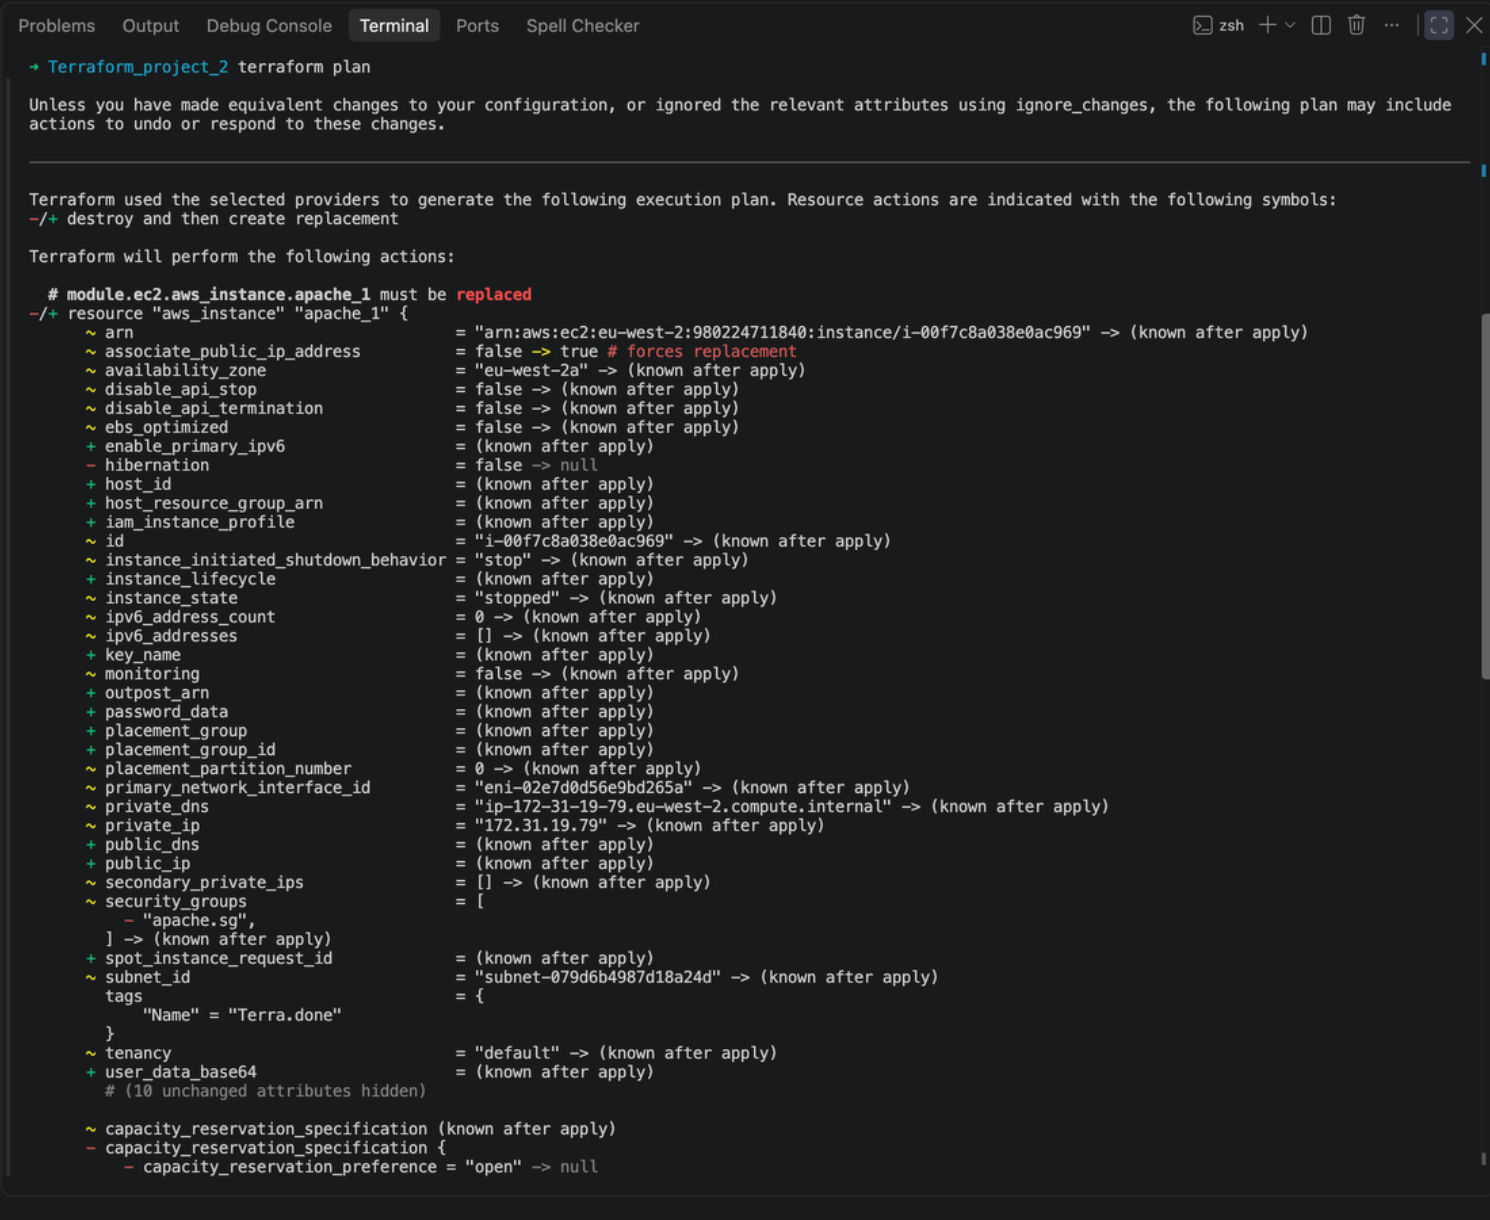 Problems Output Debug Console Terminal Ports Spell Checker zsh
→ Terraform_project_2 terraform plan
Unless you have made equivalent changes to your configuration, or ignored the relevant attributes using ignore_changes, the following plan may include
actions to undo or respond to these changes.
Terraform used the selected providers to generate the following execution plan. Resource actions are indicated with the following symbols:
-/+ destroy and then create replacement
Terraform will perform the following actions:
# module.ec2.aws_instance.apache_1 must be replaced
-/+ resource "aws_instance" "apache_1" {
~ arn = "arn:aws:ec2:eu-west-2:980224711840:instance/i-00f7c8a038e0ac969" -> (known after apply)
~ associate_public_ip_address = false -> true # forces replacement
~ availability_zone = "eu-west-2a" -> (known after apply)
~ disable_api_stop = false -> (known after apply)
~ disable_api_termination = false -> (known after apply)
~ ebs_optimized = false -> (known after apply)
+ enable_primary_ipv6 = (known after apply)
- hibernation = false -> null
+ host_id = (known after apply)
+ host_resource_group_arn = (known after apply)
+ iam_instance_profile = (known after apply)
~ id = "i-00f7c8a038e0ac969" -> (known after apply)
~ instance_initiated_shutdown_behavior = "stop" -> (known after apply)
+ instance_lifecycle = (known after apply)
~ instance_state = "stopped" -> (known after apply)
~ ipv6_address_count = 0 -> (known after apply)
~ ipv6_addresses = [] -> (known after apply)
+ key_name = (known after apply)
~ monitoring = false -> (known after apply)
+ outpost_arn = (known after apply)
+ password_data = (known after apply)
+ placement_group = (known after apply)
+ placement_group_id = (known after apply)
~ placement_partition_number = 0 -> (known after apply)
~ primary_network_interface_id = "eni-02e7d0d56e9bd265a" -> (known after apply)
~ private_dns = "ip-172-31-19-79.eu-west-2.compute.internal" -> (known after apply)
~ private_ip = "172.31.19.79" -> (known after apply)
+ public_dns = (known after apply)
+ public_ip = (known after apply)
~ secondary_private_ips = [] -> (known after apply)
~ security_groups = [
- "apache.sg",
] -> (known after apply)
+ spot_instance_request_id = (known after apply)
~ subnet_id = "subnet-079d6b4987d18a24d" -> (known after apply)
tags = {
"Name" = "Terra.done"
}
~ tenancy = "default" -> (known after apply)
+ user_data_base64 = (known after apply)
# (10 unchanged attributes hidden)
~ capacity_reservation_specification (known after apply)
- capacity_reservation_specification {
- capacity_reservation_preference = "open" -> null